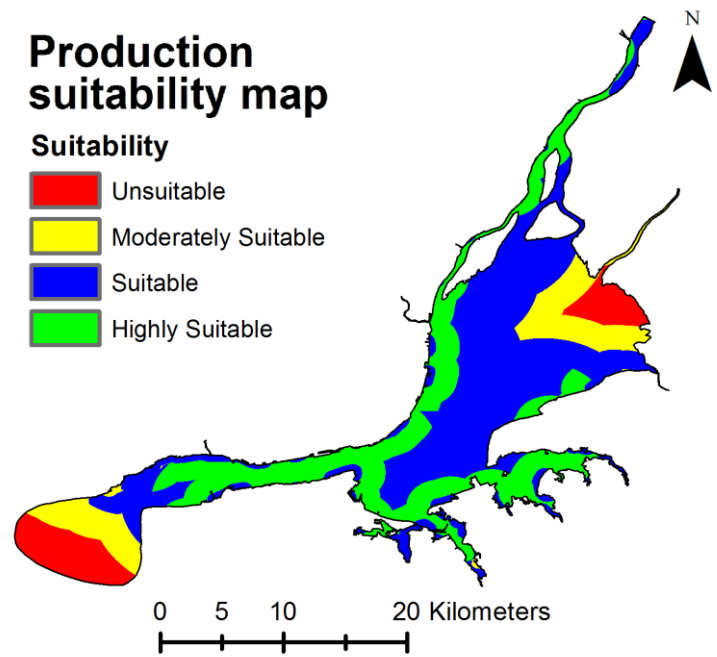 Production
suitability map
N
Suitability
Unsuitable
Moderately Suitable
Suitable
Highly Suitable
0 5 10 20 Kilometers